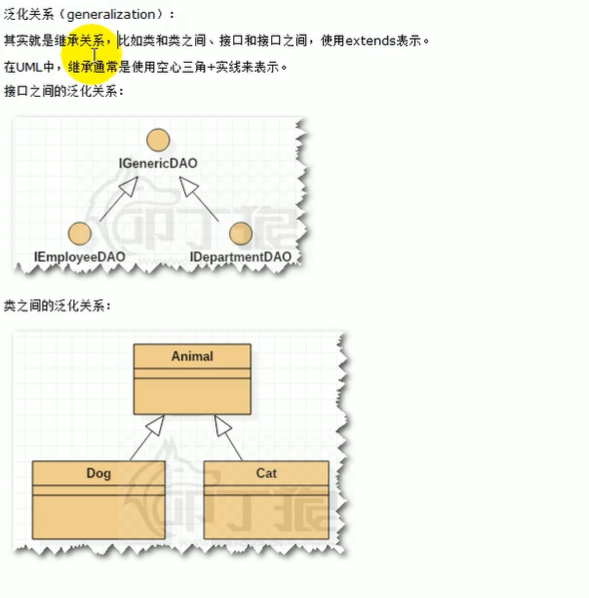 泛化关系（generalization）：
其实就是继承关系，比如类和类之间、接口和接口之间，使用extends表示。
在UML中，继承通常是使用空心三角+实线来表示。
接口之间的泛化关系：
IGenericDAO
IEmployeeDAO
IDepartmentDAO
类之间的泛化关系：
Animal
Dog
Cat